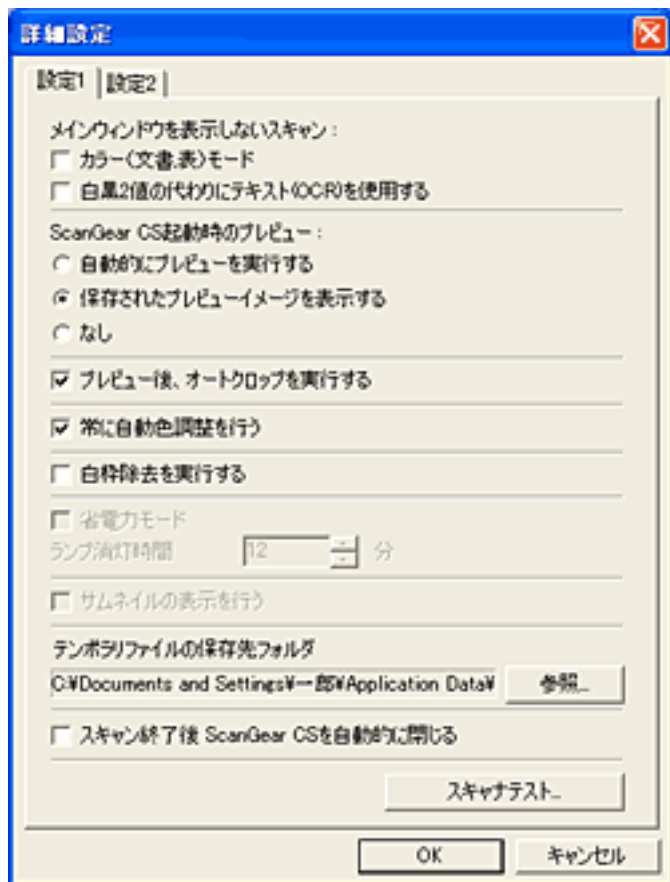 詳細設定
設定1 設定2
メインウィンドウを表示しないスキャン：
カラー(文書,表)モード
白黒2値の代わりにテキスト(OCR)を使用する
ScanGear CS起動時のプレビュー：
自動的にプレビューを実行する
保存されたプレビューイメージを表示する
なし
プレビュー後、オートクロップを実行する
常に自動色調整を行う
白枠除去を実行する
省電力モード
ランプ消灯時間 12 分
サムネイルの表示を行う
テンポラリファイルの保存先フォルダ
C:¥Documents and Settings¥一郎¥Application Data¥ 参照...
スキャン終了後 ScanGear CSを自動的に閉じる
スキャナテスト...
OK キャンセル